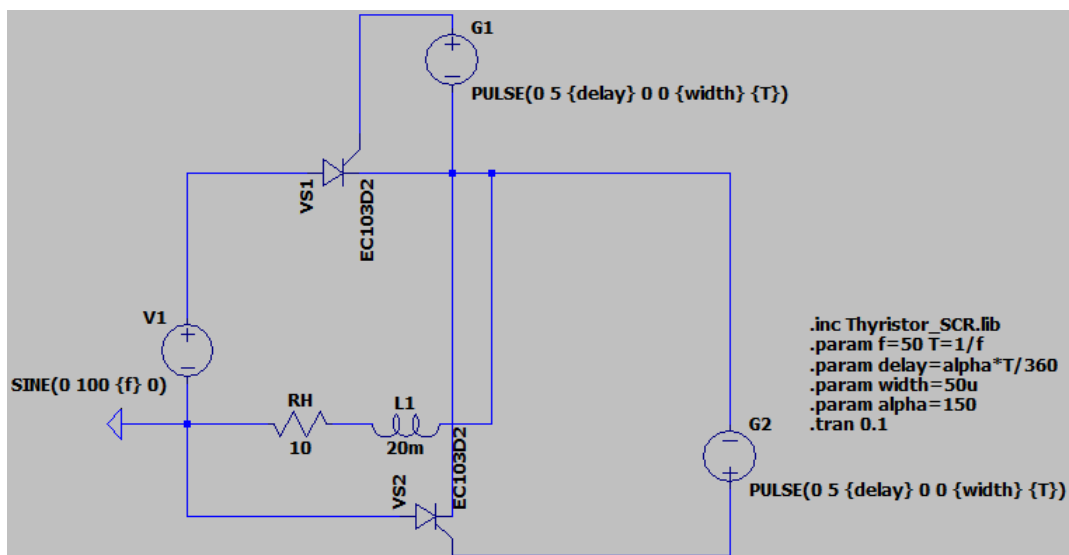 G1
PULSE(0 5 {delay} 0 0 {width} {T})
VS1
EC103D2
V1
SINE(0 100 {f} 0)
RH
10
L1
20m
EC103D2
VS2
G2
PULSE(0 5 {delay} 0 0 {width} {T})
.inc Thyristor_SCR.lib
.param f=50 T=1/f
.param delay=alpha*T/360
.param width=50u
.param alpha=150
.tran 0.1